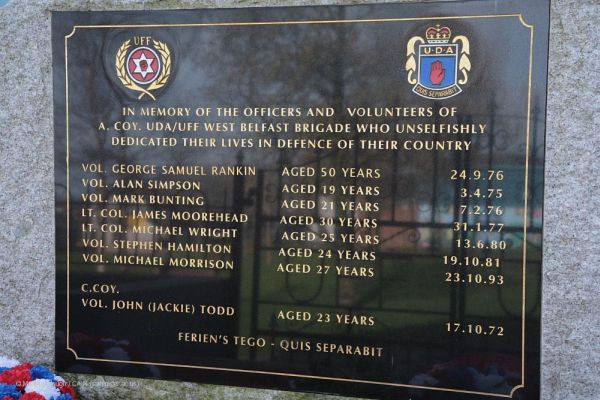 UFF
U·D·A
QUIS SEPARABIT
IN MEMORY OF THE OFFICERS AND VOLUNTEERS OF
A. COY. UDA/UFF WEST BELFAST BRIGADE WHO UNSELFISHLY
DEDICATED THEIR LIVES IN DEFENCE OF THEIR COUNTRY
VOL. GEORGE SAMUEL RANKIN AGED 50 YEARS 24.9.76
VOL. ALAN SIMPSON AGED 19 YEARS 3.4.75
VOL. MARK BUNTING AGED 21 YEARS 7.2.76
LT. COL. JAMES MOOREHEAD AGED 30 YEARS 31.1.77
LT. COL. MICHAEL WRIGHT AGED 25 YEARS 13.6.80
VOL. STEPHEN HAMILTON AGED 24 YEARS 19.10.81
VOL. MICHAEL MORRISON AGED 27 YEARS 23.10.93
C.COY.
VOL. JOHN (JACKIE) TODD AGED 23 YEARS 17.10.72
FERIEN'S TEGO - QUIS SEPARABIT